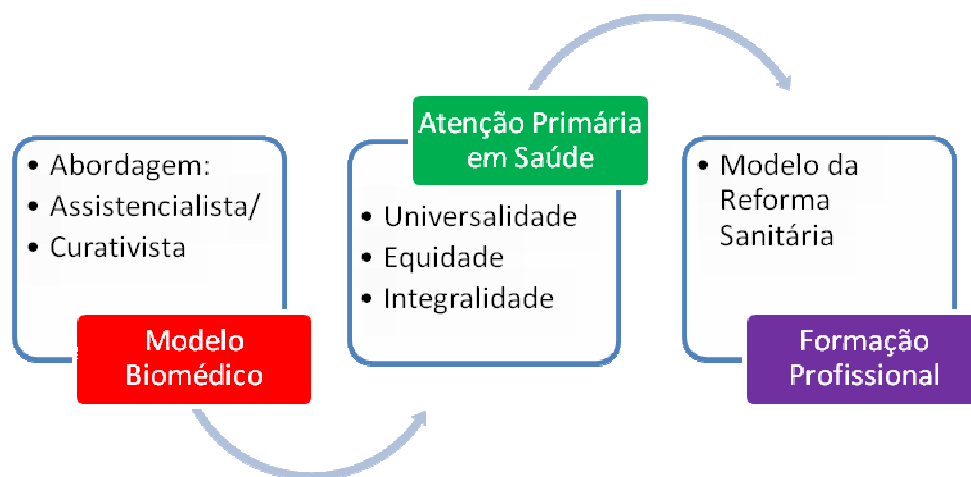 • Abordagem:
• Assistencialista/
• Curativista
Modelo
Biomédico
Atenção Primária
em Saúde
• Universalidade
• Equidade
• Integralidade
• Modelo da
Reforma
Sanitária
Formação
Profissional